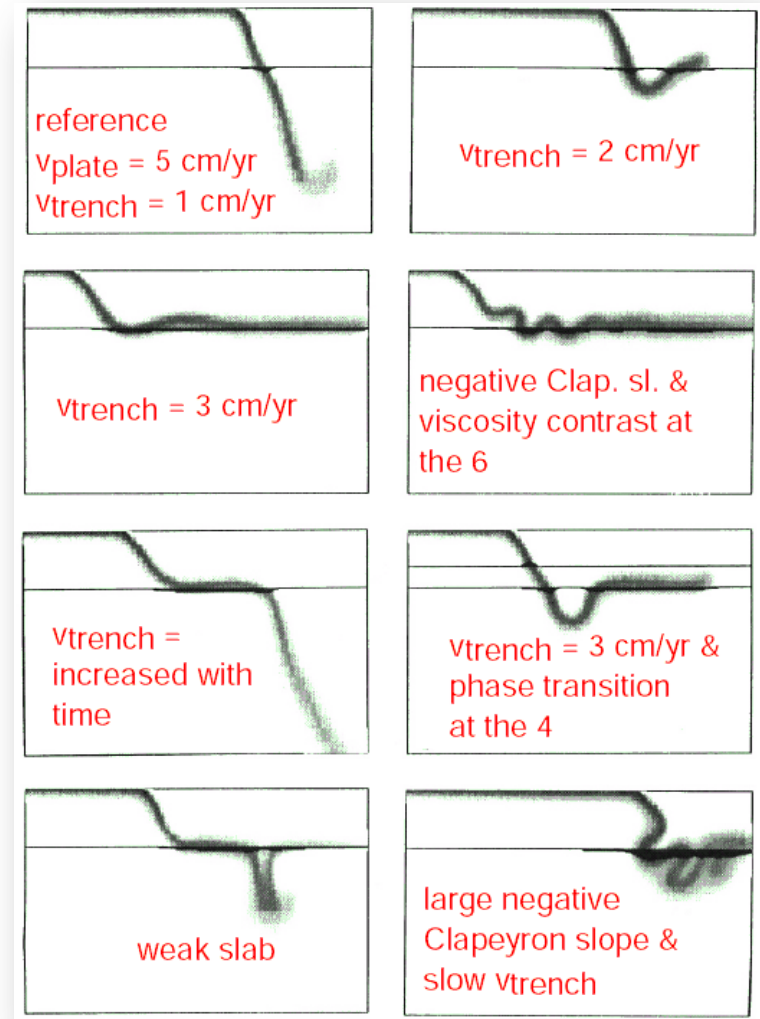 reference
vplate = 5 cm/yr
vtrench = 1 cm/yr
vtrench = 2 cm/yr
vtrench = 3 cm/yr
negative Clap. sl. &
viscosity contrast at
the 6
vtrench =
increased with
time
vtrench = 3 cm/yr &
phase transition
at the 4
weak slab
large negative
Clapeyron slope &
slow vtrench